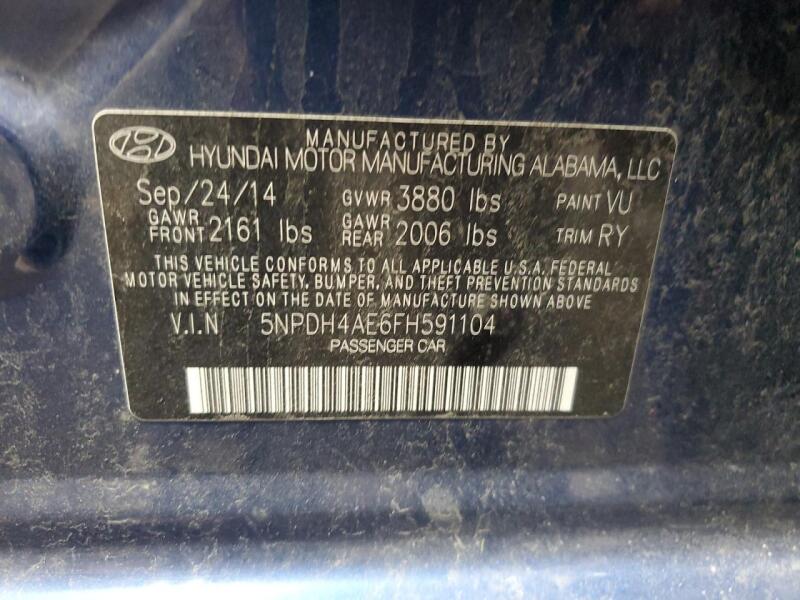 MANUFACTURED BY
HYUNDAI MOTOR MANUFACTURING ALABAMA, LLC
Sep/24/14 GVWR 3880 lbs PAINT VU
GAWR FRONT 2161 lbs GAWR REAR 2006 lbs TRIM RY
THIS VEHICLE CONFORMS TO ALL APPLICABLE U.S.A. FEDERAL
MOTOR VEHICLE SAFETY, BUMPER, AND THEFT PREVENTION STANDARDS
IN EFFECT ON THE DATE OF MANUFACTURE SHOWN ABOVE.
V.I.N 5NPDH4AE6FH591104
PASSENGER CAR